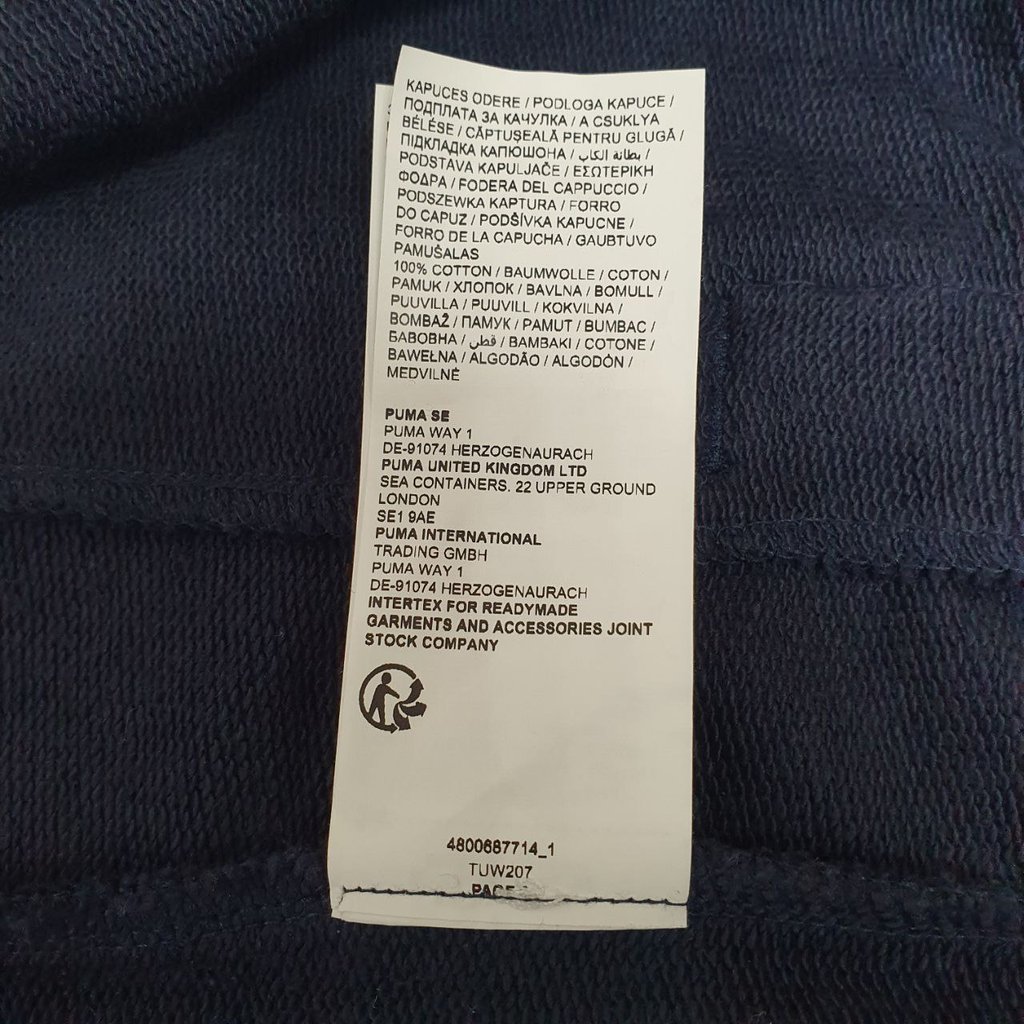 KAPUCES ODERE / PODLOGA KAPUCE /
ПОДПЛАТА ЗА КАЧУЛКА / A CSUKLYA
BÉLÉSE / CĂPTUȘEALĂ PENTRU GLUGĂ /
ПІДКЛАДКА КАПЮШОНА / بطانة الكاب /
PODSTAVA KAPULJAČE / ΕΣΩΤΕΡΙΚΗ
ΦΟΔΡΑ / FODERA DEL CAPPUCCIO /
PODSZEWKA KAPTURA / FORRO
DO CAPUZ / PODŠÍVKA KAPUCNE /
FORRO DE LA CAPUCHA / GAUBTUVO
PAMUŠALAS
100% COTTON / BAUMWOLLE / COTON /
PAMUK / ХЛОПОК / BAVLNA / BOMULL /
PUUVILLA / PUUVILL / KOKVILNA /
BOMBAŽ / ПАМУК / PAMUT / BUMBAC /
БАВОВНА / قطن / BAMBAKI / COTONE /
BAWEŁNA / ALGODÃO / ALGODÓN /
MEDVILNĖ
PUMA SE
PUMA WAY 1
DE-91074 HERZOGENAURACH
PUMA UNITED KINGDOM LTD
SEA CONTAINERS. 22 UPPER GROUND
LONDON
SE1 9AE
PUMA INTERNATIONAL
TRADING GMBH
PUMA WAY 1
DE-91074 HERZOGENAURACH
INTERTEX FOR READYMADE
GARMENTS AND ACCESSORIES JOINT
STOCK COMPANY
4800687714_1
TUW207
PAGE